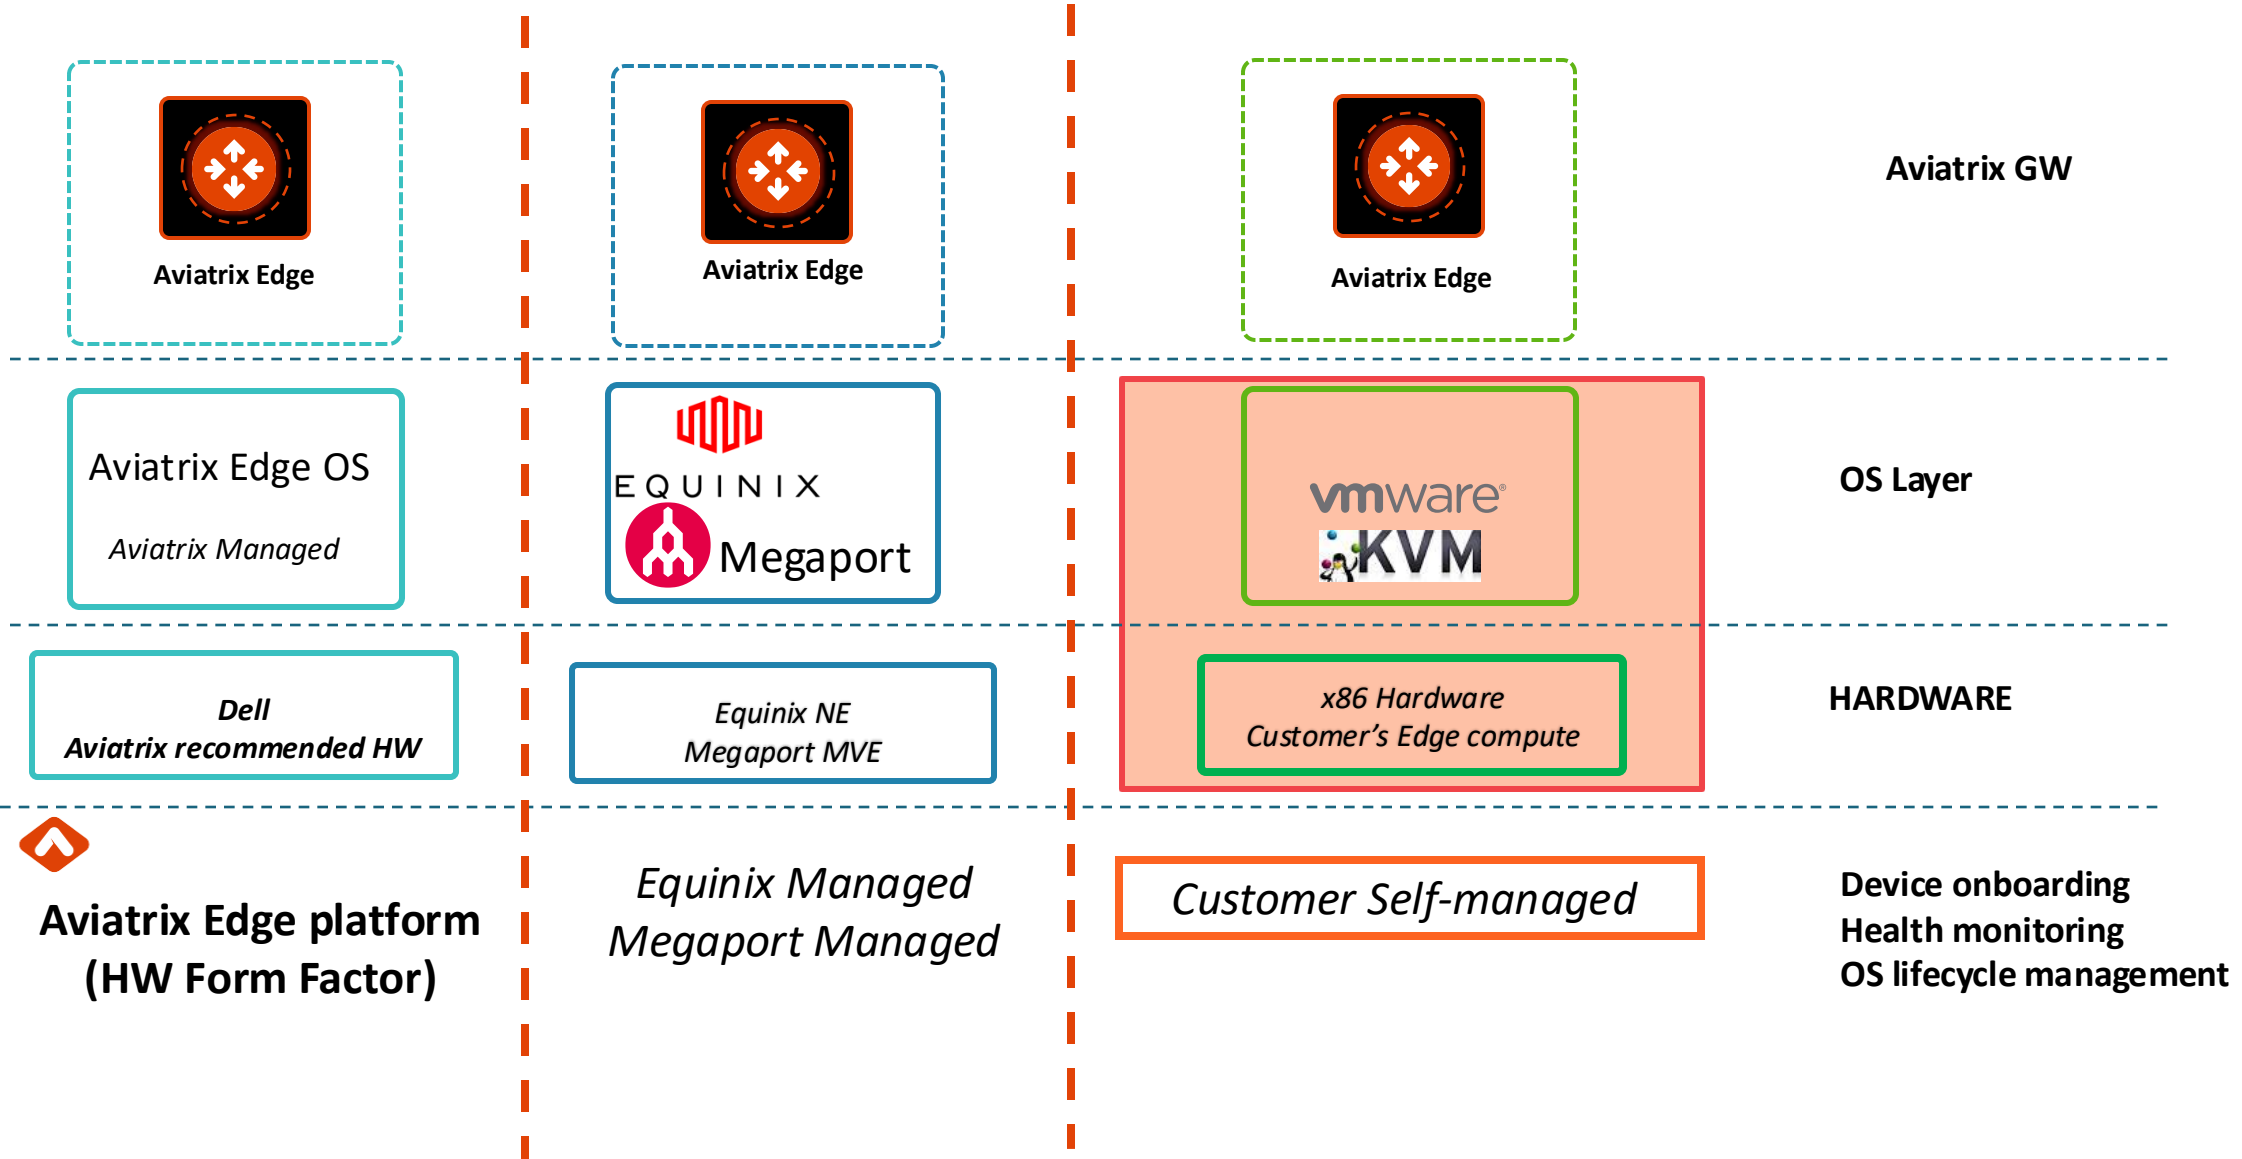 Aviatrix Edge
Aviatrix Edge
Aviatrix Edge
Aviatrix GW
Aviatrix Edge OS
Aviatrix Managed
EQUINIX
Megaport
vmware®
KVM
OS Layer
Dell
Aviatrix recommended HW
Equinix NE
Megaport MVE
x86 Hardware
Customer’s Edge compute
HARDWARE
Aviatrix Edge platform
(HW Form Factor)
Equinix Managed
Megaport Managed
Customer Self-managed
Device onboarding
Health monitoring
OS lifecycle management